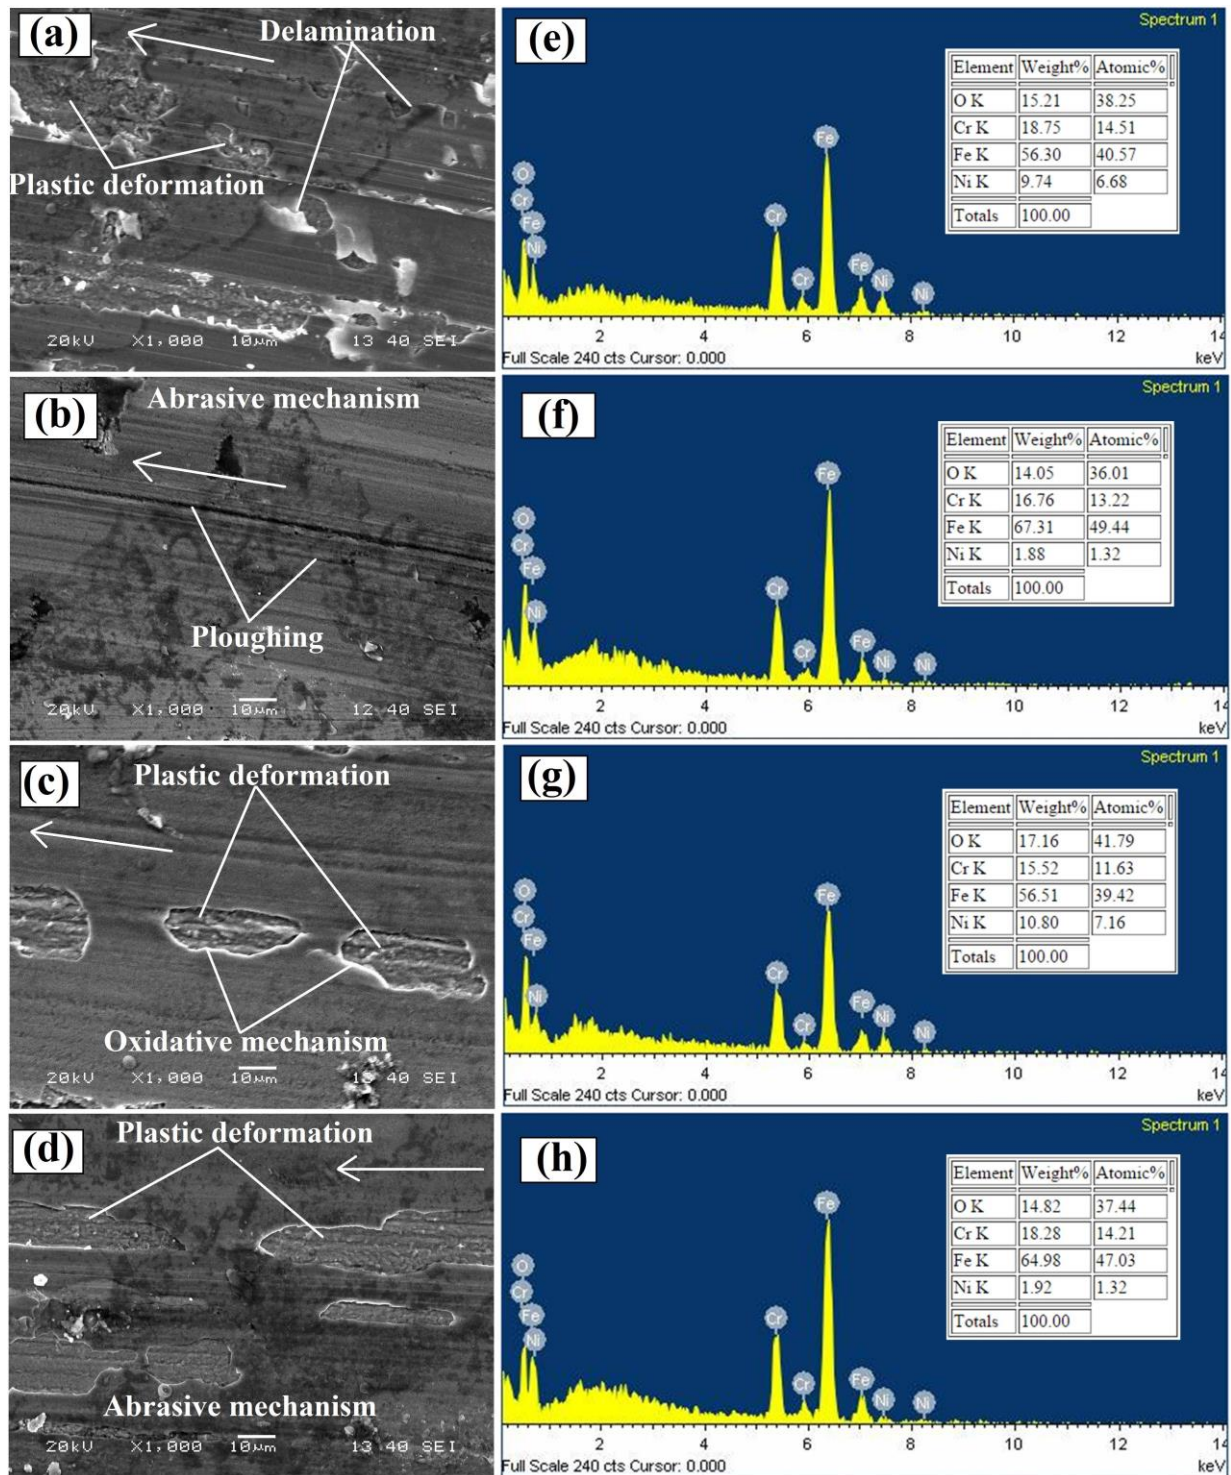 (a)
Delamination
Plastic deformation
20kV X1,000 10μm 13 40 SEI
(e)
Spectrum 1
Element Weight% Atomic%
O K 15.21 38.25
Cr K 18.75 14.51
Fe K 56.30 40.57
Ni K 9.74 6.68
Totals 100.00
O
Cr
Fe
Ni
Cr
Cr
Fe
Fe
Ni
Ni
2 4 6 8 10 12 14
Full Scale 240 cts Cursor: 0.000 keV
(b)
Abrasive mechanism
Ploughing
20kV X1,000 10μm 12 40 SEI
(f)
Spectrum 1
Element Weight% Atomic%
O K 14.05 36.01
Cr K 16.76 13.22
Fe K 67.31 49.44
Ni K 1.88 1.32
Totals 100.00
O
Cr
Fe
Ni
Cr
Cr
Fe
Fe
Ni
Ni
2 4 6 8 10 12 14
Full Scale 240 cts Cursor: 0.000 keV
(c)
Plastic deformation
Oxidative mechanism
20kV X1,000 10μm 13 40 SEI
(g)
Spectrum 1
Element Weight% Atomic%
O K 17.16 41.79
Cr K 15.52 11.63
Fe K 56.51 39.42
Ni K 10.80 7.16
Totals 100.00
O
Cr
Fe
Ni
Cr
Cr
Fe
Fe
Ni
Ni
2 4 6 8 10 12 14
Full Scale 240 cts Cursor: 0.000 keV
(d)
Plastic deformation
Abrasive mechanism
20kV X1,000 10μm 13 40 SEI
(h)
Spectrum 1
Element Weight% Atomic%
O K 14.82 37.44
Cr K 18.28 14.21
Fe K 64.98 47.03
Ni K 1.92 1.32
Totals 100.00
O
Cr
Fe
Ni
Cr
Cr
Fe
Fe
Ni
Ni
2 4 6 8 10 12 14
Full Scale 240 cts Cursor: 0.000 keV